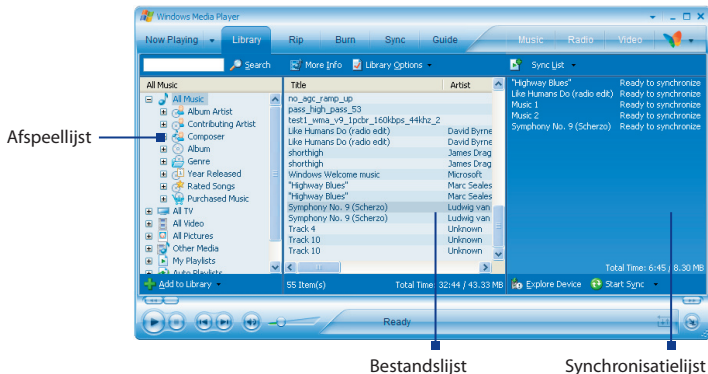 Windows Media Player
Now Playing Library Rip Burn Sync Guide Music Radio Video
Search More Info Library Options Sync List
All Music
All Music
Album Artist
Contributing Artist
Composer
Album
Genre
Year Released
Rated Songs
Purchased Music
All TV
All Video
All Pictures
Other Media
My Playlists
Auto Playlists
Add to Library
Title Artist
no_agc_ramp_up
pass_high_pass_53
test1_wma_v9_1pcbr_160kbps_44khz_2
Like Humans Do (radio edit) David Byrne
Like Humans Do (radio edit) David Byrne
shorthigh James Drag
shorthigh James Drag
Windows Welcome music Microsoft
"Highway Blues" Marc Seales
"Highway Blues" Marc Seales
Symphony No. 9 (Scherzo) Ludwig van
Symphony No. 9 (Scherzo) Ludwig van
Track 4 Unknown
Track 10 Unknown
Track 10 Unknown
55 Item(s) Total Time: 32:44 / 43.33 MB
"Highway Blues" Ready to synchronize
Like Humans Do (radio edit) Ready to synchronize
Music 1 Ready to synchronize
Music 2 Ready to synchronize
Symphony No. 9 (Scherzo) Ready to synchronize
Total Time: 6:45 / 8.30 MB
Explore Device Start Sync
Ready
Afspeellijst
Bestandslijst Synchronisatielijst